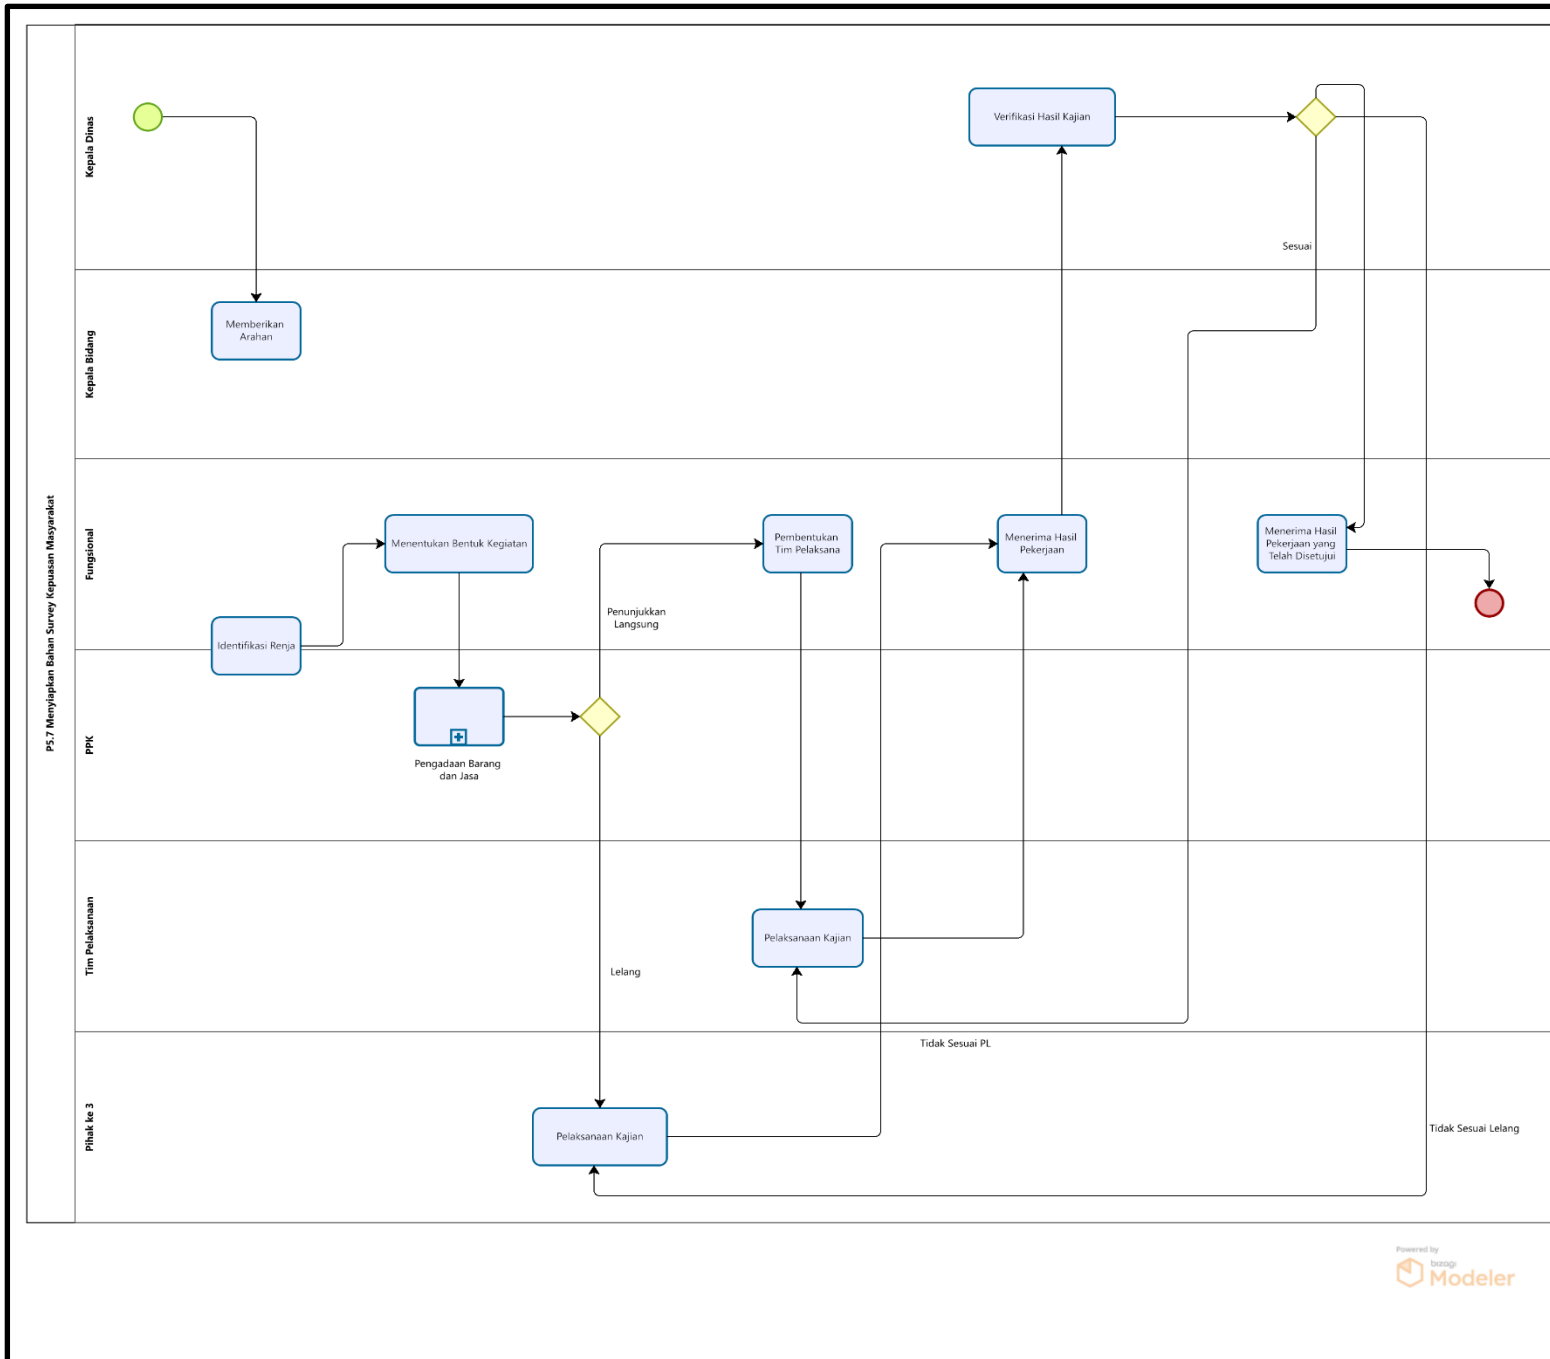 P5.7 Menyiapkan Bahan Survey Kepuasan Masyarakat
Kepala Dinas
Verifikasi Hasil Kajian
Sesuai
Kepala Bidang
Memberikan
Arahan
Fungsional
Menentukan Bentuk Kegiatan
Pembentukan
Tim Pelaksana
Menerima Hasil
Pekerjaan
Menerima Hasil
Pekerjaan yang
Telah Disetujui
Penunjukkan
Langsung
Identifikasi Renja
PPK
Pengadaan Barang
dan Jasa
Tim Pelaksanaan
Pelaksanaan Kajian
Lelang
Tidak Sesuai PL
Pihak ke 3
Pelaksanaan Kajian
Tidak Sesuai Lelang
Powered by
bizagi
Modeler